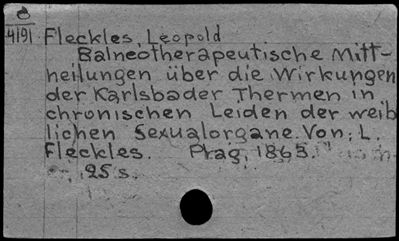 e
4191 Fleckles, Leopold
Balneotherapeutische Mitt-
heilungen über die Wirkungen
der Karlsbader Thermen in
chronischen Leiden der weib
lichen Sexualorgane. Von: L.
Fleckles. Prag, 1863.
25 s.